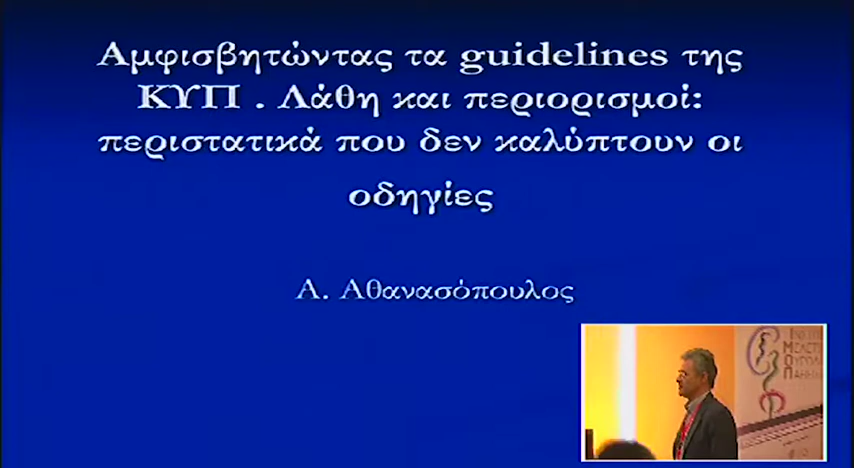 Αμφισβητώντας τα guidelines της
ΚΥΠ . Λάθη και περιορισμοί:
περιστατικά που δεν καλύπτουν οι
οδηγίες
Α. Αθανασόπουλος